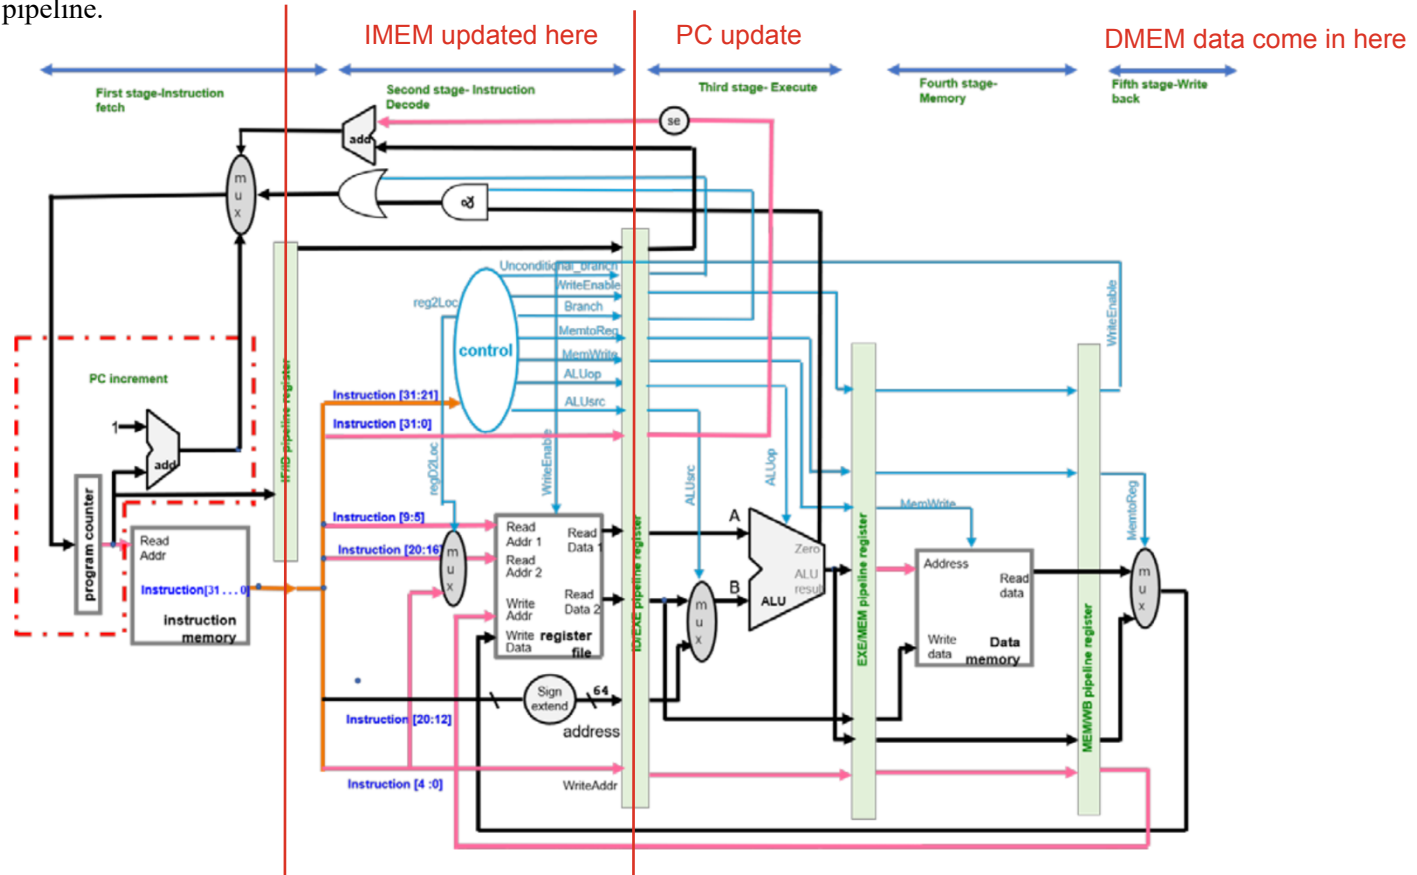 pipeline.
IMEM updated here
PC update
DMEM data come in here
First stage-Instruction
fetch
Second stage- Instruction
Decode
Third stage- Execute
Fourth stage-
Memory
Fifth stage-Write
back
se
add
m
u
x
&
Unconditional_branch
WriteEnable
Branch
MemtoReg
MemWrite
ALUop
ALUsrc
reg2Loc
control
WriteEnable
PC increment
1
add
IF/ID pipeline register
Instruction [31:21]
Instruction [31:0]
regD2Loc
WriteEnable
ALUsrc
ALUop
MemWrite
MemtoReg
program counter
Read
Addr
Instruction[31 . . . 0]
instruction
memory
Instruction [9:5]
Instruction [20:16]
m
u
x
Read
Addr 1
Read
Addr 2
Write
Addr
Write
Data
Read
Data 1
Read
Data 2
register
file
ID/EXE pipeline register
A
B
m
u
x
Zero
ALU
result
ALU
EXE/MEM pipeline register
Address
Read
data
Write
data
Data
memory
MEM/WB pipeline register
m
u
x
Sign
extend
64
address
Instruction [20:12]
Instruction [4 :0]
WriteAddr